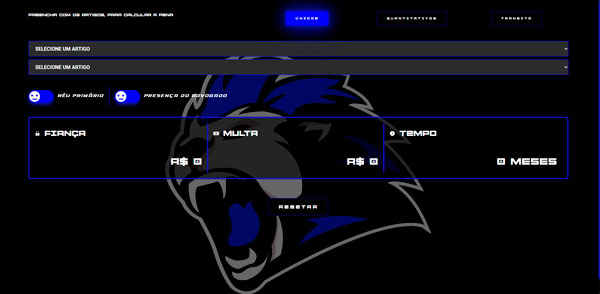 PREENCHA COM OS ARTIGOS, PARA CALCULAR A PENA
UNICOS
QUANTITATIVOS
TRANSITO
SELECIONE UM ARTIGO
SELECIONE UM ARTIGO
RÉU PRIMÁRIO
PRESENÇA DO ADVOGADO
FIANÇA
MULTA
TEMPO
R$ 0
R$ 0
0 MESES
RESETAR